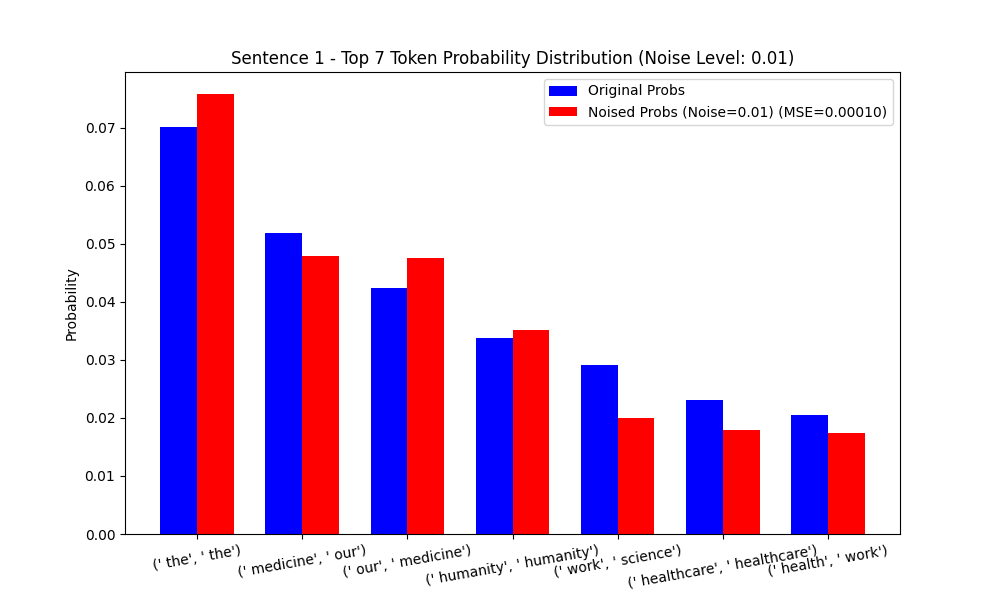 Sentence 1 - Top 7 Token Probability Distribution (Noise Level: 0.01)
Original Probs
Noised Probs (Noise=0.01) (MSE=0.00010)
Probability
0.07
0.06
0.05
0.04
0.03
0.02
0.01
0.00
(' the', ' the')
(' medicine', ' our')
(' our', ' medicine')
(' humanity', ' humanity')
(' work', ' science')
(' healthcare', ' healthcare')
(' health', ' work')